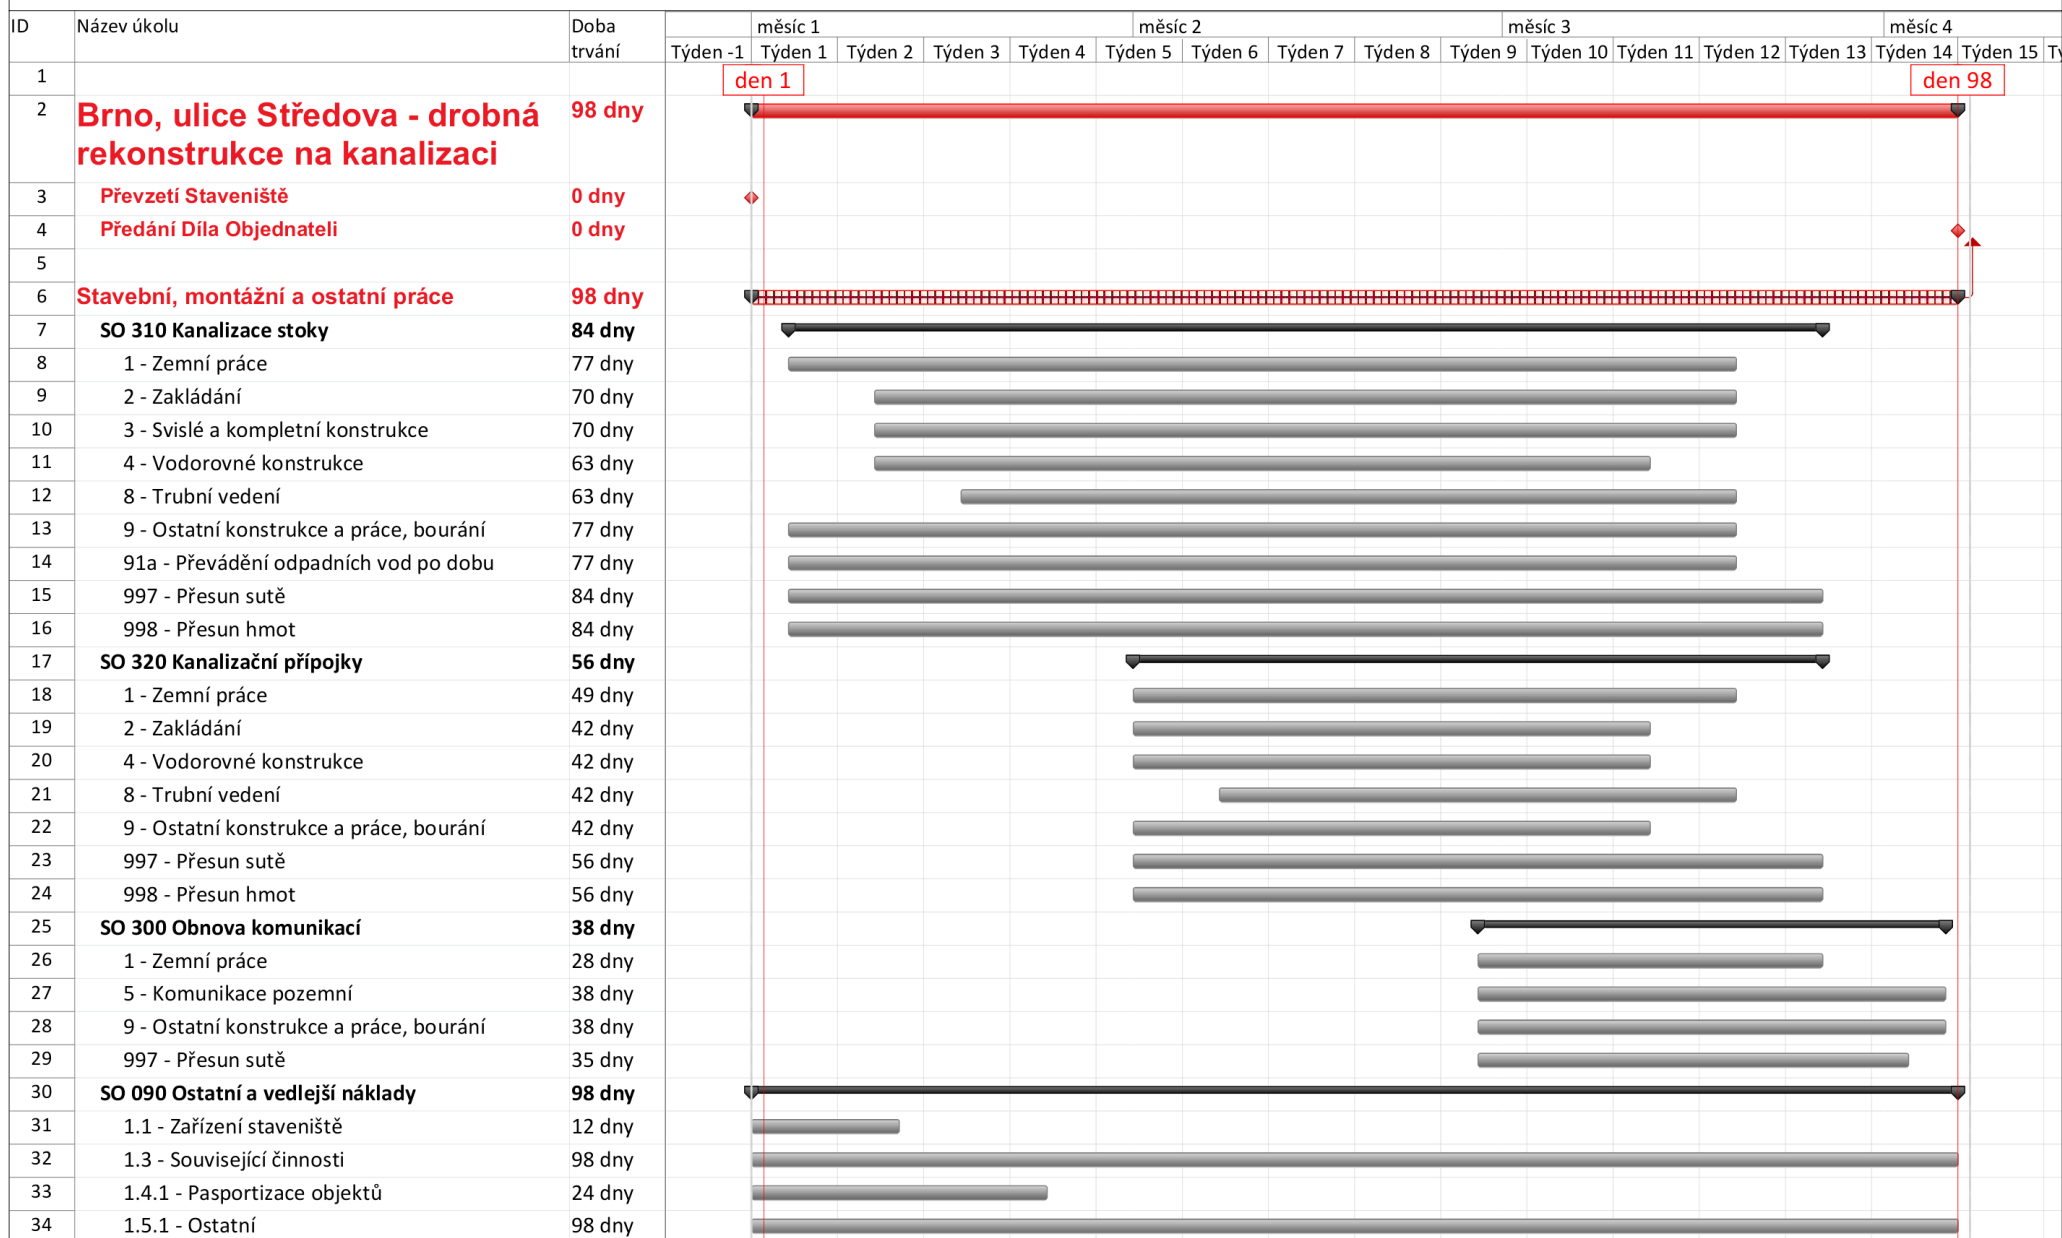 ID Název úkolu Doba trvání měsíc 1 měsíc 2 měsíc 3 měsíc 4
Týden -1 Týden 1 Týden 2 Týden 3 Týden 4 Týden 5 Týden 6 Týden 7 Týden 8 Týden 9 Týden 10 Týden 11 Týden 12 Týden 13 Týden 14 Týden 15
1
den 1 den 98
2 Brno, ulice Středova - drobná 98 dny
rekonstrukce na kanalizaci
3 Převzetí Staveniště 0 dny
4 Předání Díla Objednateli 0 dny
5
6 Stavební, montážní a ostatní práce 98 dny
7 SO 310 Kanalizace stoky 84 dny
8 1 - Zemní práce 77 dny
9 2 - Zakládání 70 dny
10 3 - Svislé a kompletní konstrukce 70 dny
11 4 - Vodorovné konstrukce 63 dny
12 8 - Trubní vedení 63 dny
13 9 - Ostatní konstrukce a práce, bourání 77 dny
14 91a - Převádění odpadních vod po dobu 77 dny
15 997 - Přesun sutě 84 dny
16 998 - Přesun hmot 84 dny
17 SO 320 Kanalizační přípojky 56 dny
18 1 - Zemní práce 49 dny
19 2 - Zakládání 42 dny
20 4 - Vodorovné konstrukce 42 dny
21 8 - Trubní vedení 42 dny
22 9 - Ostatní konstrukce a práce, bourání 42 dny
23 997 - Přesun sutě 56 dny
24 998 - Přesun hmot 56 dny
25 SO 300 Obnova komunikací 38 dny
26 1 - Zemní práce 28 dny
27 5 - Komunikace pozemní 38 dny
28 9 - Ostatní konstrukce a práce, bourání 38 dny
29 997 - Přesun sutě 35 dny
30 SO 090 Ostatní a vedlejší náklady 98 dny
31 1.1 - Zařízení staveniště 12 dny
32 1.3 - Související činnosti 98 dny
33 1.4.1 - Pasportizace objektů 24 dny
34 1.5.1 - Ostatní 98 dny